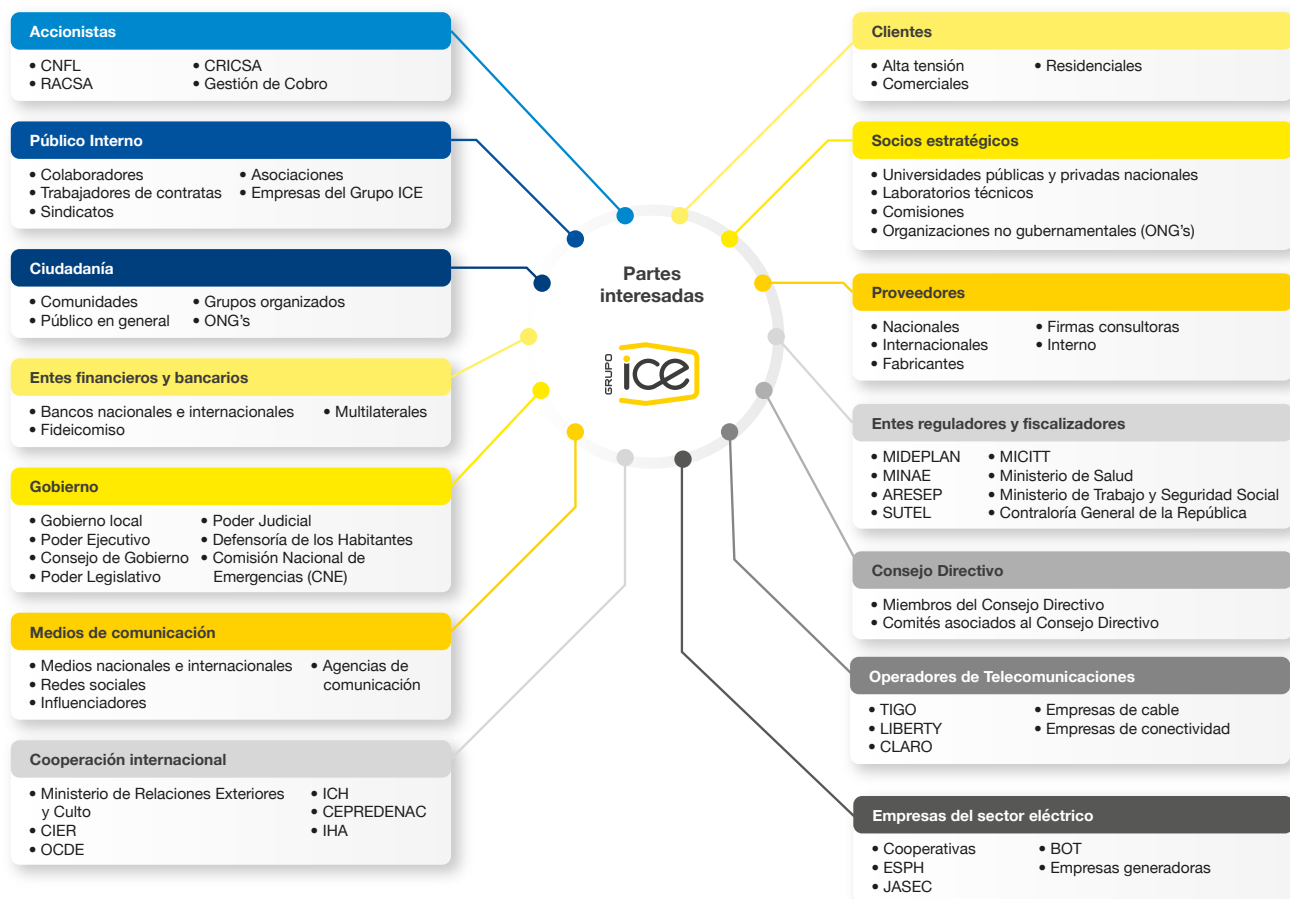 Accionistas
• CNFL
• RACSA
• CRICSA
• Gestión de Cobro
Público Interno
• Colaboradores
• Trabajadores de contratas
• Sindicatos
• Asociaciones
• Empresas del Grupo ICE
Ciudadanía
• Comunidades
• Público en general
• Grupos organizados
• ONG's
Entes financieros y bancarios
• Bancos nacionales e internacionales
• Fideicomiso
• Multilaterales
Gobierno
• Gobierno local
• Poder Ejecutivo
• Consejo de Gobierno
• Poder Legislativo
• Poder Judicial
• Defensoría de los Habitantes
• Comisión Nacional de
Emergencias (CNE)
Medios de comunicación
• Medios nacionales e internacionales
• Redes sociales
• Influenciadores
• Agencias de
comunicación
Cooperación internacional
• Ministerio de Relaciones Exteriores
y Culto
• CIER
• OCDE
• ICH
• CEPREDENAC
• IHA
Partes
interesadas
GRUPO
ice
Clientes
• Alta tensión
• Comerciales
• Residenciales
Socios estratégicos
• Universidades públicas y privadas nacionales
• Laboratorios técnicos
• Comisiones
• Organizaciones no gubernamentales (ONG's)
Proveedores
• Nacionales
• Internacionales
• Fabricantes
• Firmas consultoras
• Interno
Entes reguladores y fiscalizadores
• MIDEPLAN
• MINAE
• ARESEP
• SUTEL
• MICITT
• Ministerio de Salud
• Ministerio de Trabajo y Seguridad Social
• Contraloría General de la República
Consejo Directivo
• Miembros del Consejo Directivo
• Comités asociados al Consejo Directivo
Operadores de Telecomunicaciones
• TIGO
• LIBERTY
• CLARO
• Empresas de cable
• Empresas de conectividad
Empresas del sector eléctrico
• Cooperativas
• ESPH
• JASEC
• BOT
• Empresas generadoras